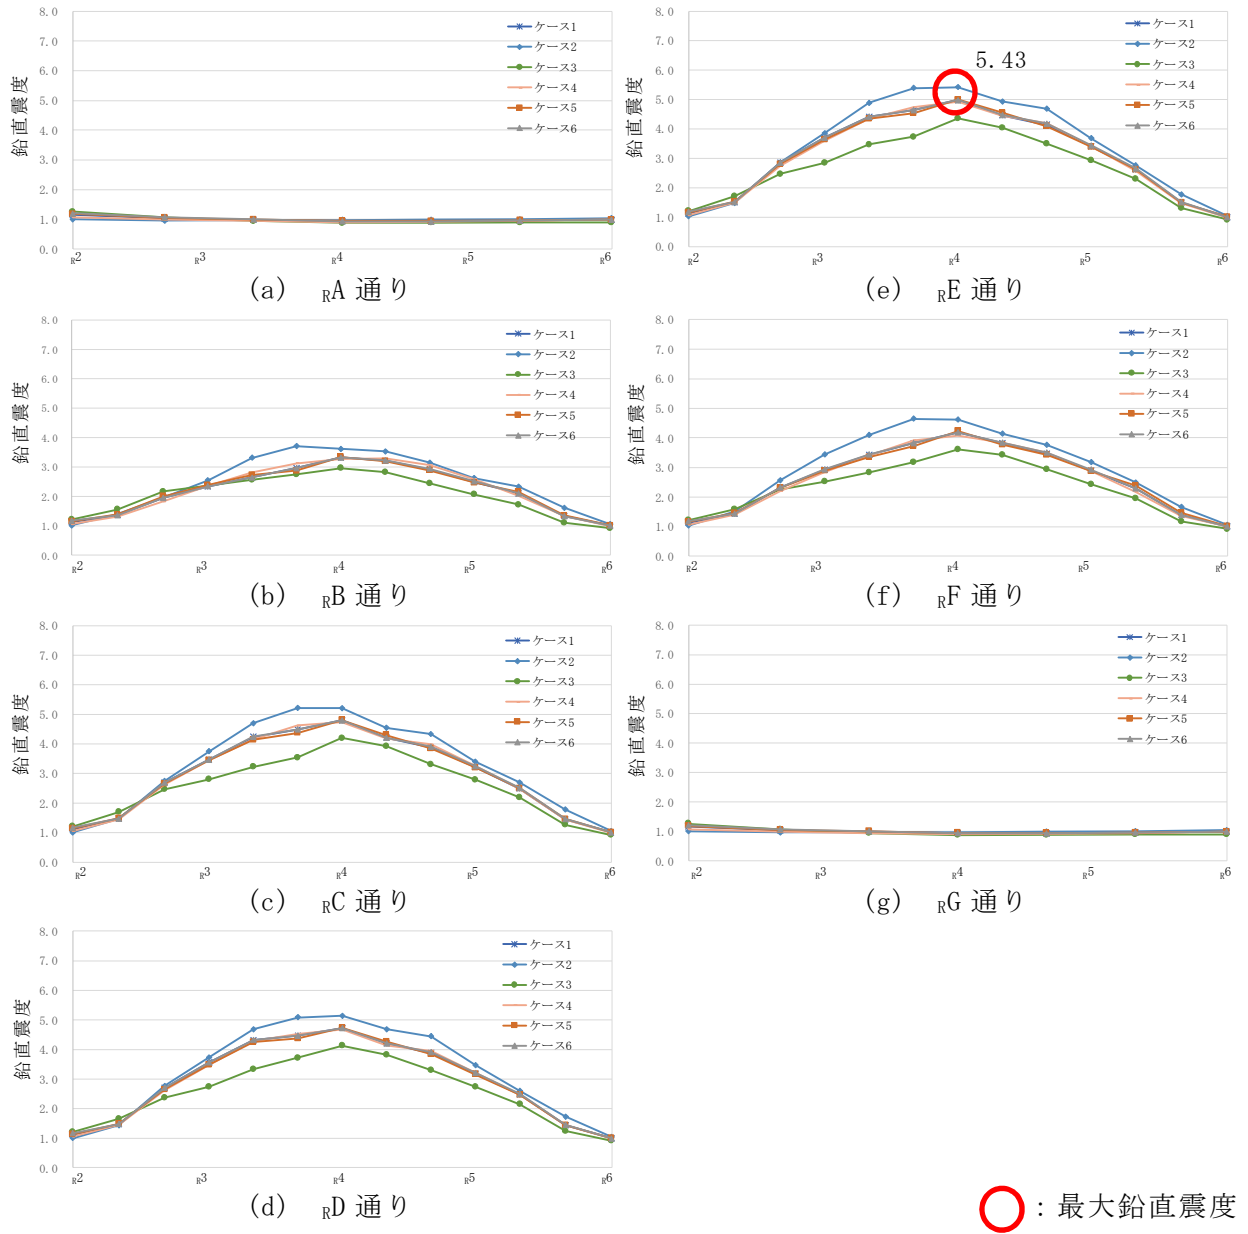 鉛直震度
8.0
7.0
6.0
5.0
4.0
3.0
2.0
1.0
0.0
ケース1
ケース2
ケース3
ケース4
ケース5
ケース6
R2 R3 R4 R5 R6
(a) RA 通り
鉛直震度
8.0
7.0
6.0
5.0
4.0
3.0
2.0
1.0
0.0
ケース1
ケース2
ケース3
ケース4
ケース5
ケース6
R2 R3 R4 R5 R6
(b) RB 通り
鉛直震度
8.0
7.0
6.0
5.0
4.0
3.0
2.0
1.0
0.0
ケース1
ケース2
ケース3
ケース4
ケース5
ケース6
R2 R3 R4 R5 R6
(c) RC 通り
鉛直震度
8.0
7.0
6.0
5.0
4.0
3.0
2.0
1.0
0.0
ケース1
ケース2
ケース3
ケース4
ケース5
ケース6
R2 R3 R4 R5 R6
(d) RD 通り
鉛直震度
8.0
7.0
6.0
5.0
4.0
3.0
2.0
1.0
0.0
5.43
ケース1
ケース2
ケース3
ケース4
ケース5
ケース6
R2 R3 R4 R5 R6
(e) RE 通り
鉛直震度
8.0
7.0
6.0
5.0
4.0
3.0
2.0
1.0
0.0
ケース1
ケース2
ケース3
ケース4
ケース5
ケース6
R2 R3 R4 R5 R6
(f) RF 通り
鉛直震度
8.0
7.0
6.0
5.0
4.0
3.0
2.0
1.0
0.0
ケース1
ケース2
ケース3
ケース4
ケース5
ケース6
R2 R3 R4 R5 R6
(g) RG 通り
：最大鉛直震度